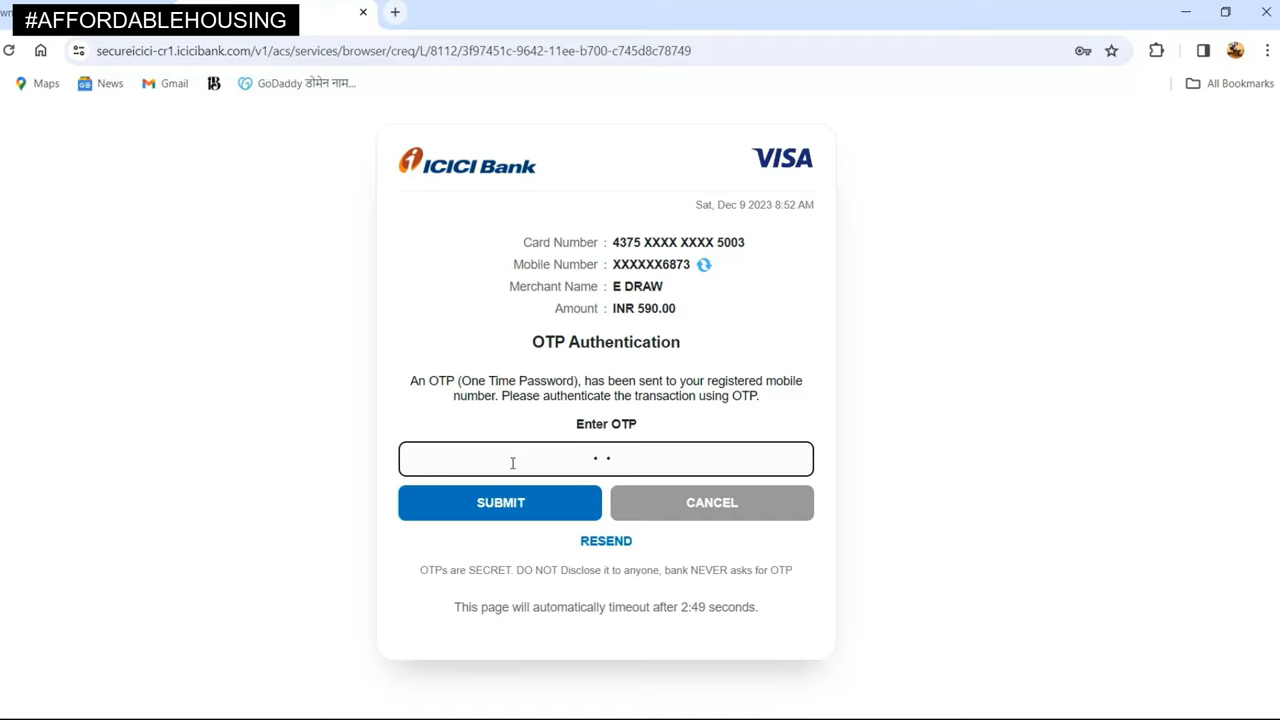 #AFFORDABLEHOUSING
secureicici-cr1.icicibank.com/v1/acs/services/browser/creq/L/8112/3f97451c-9642-11ee-b700-c745d8c78749
Maps News Gmail GoDaddy डोमेन नाम... All Bookmarks
ICICI Bank VISA
Sat, Dec 9 2023 8:52 AM
Card Number : 4375 XXXX XXXX 5003
Mobile Number : XXXXXX6873
Merchant Name : E DRAW
Amount : INR 590.00
OTP Authentication
An OTP (One Time Password), has been sent to your registered mobile
number. Please authenticate the transaction using OTP.
Enter OTP
SUBMIT CANCEL
RESEND
OTPs are SECRET. DO NOT Disclose it to anyone, bank NEVER asks for OTP
This page will automatically timeout after 2:49 seconds.